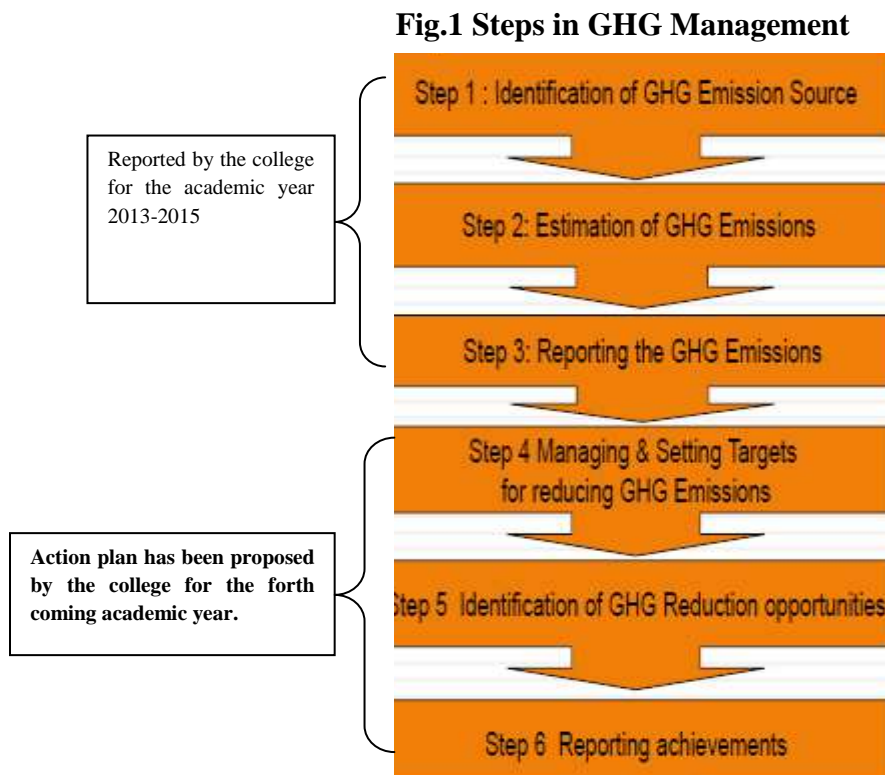 Fig.1 Steps in GHG Management
Step 1 : Identification of GHG Emission Source
Reported by the college
for the academic year
2013-2015
Step 2: Estimation of GHG Emissions
Step 3: Reporting the GHG Emissions
Step 4 Managing & Setting Targets
for reducing GHG Emissions
Action plan has been proposed
by the college for the forth
coming academic year.
Step 5 Identification of GHG Reduction opportunities
Step 6 Reporting achievements